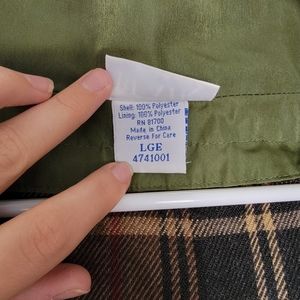 Shell: 100% Polyester
Lining: 100% Polyester
RN 81700
Made in China
Reverse For Care
LGE
4741001